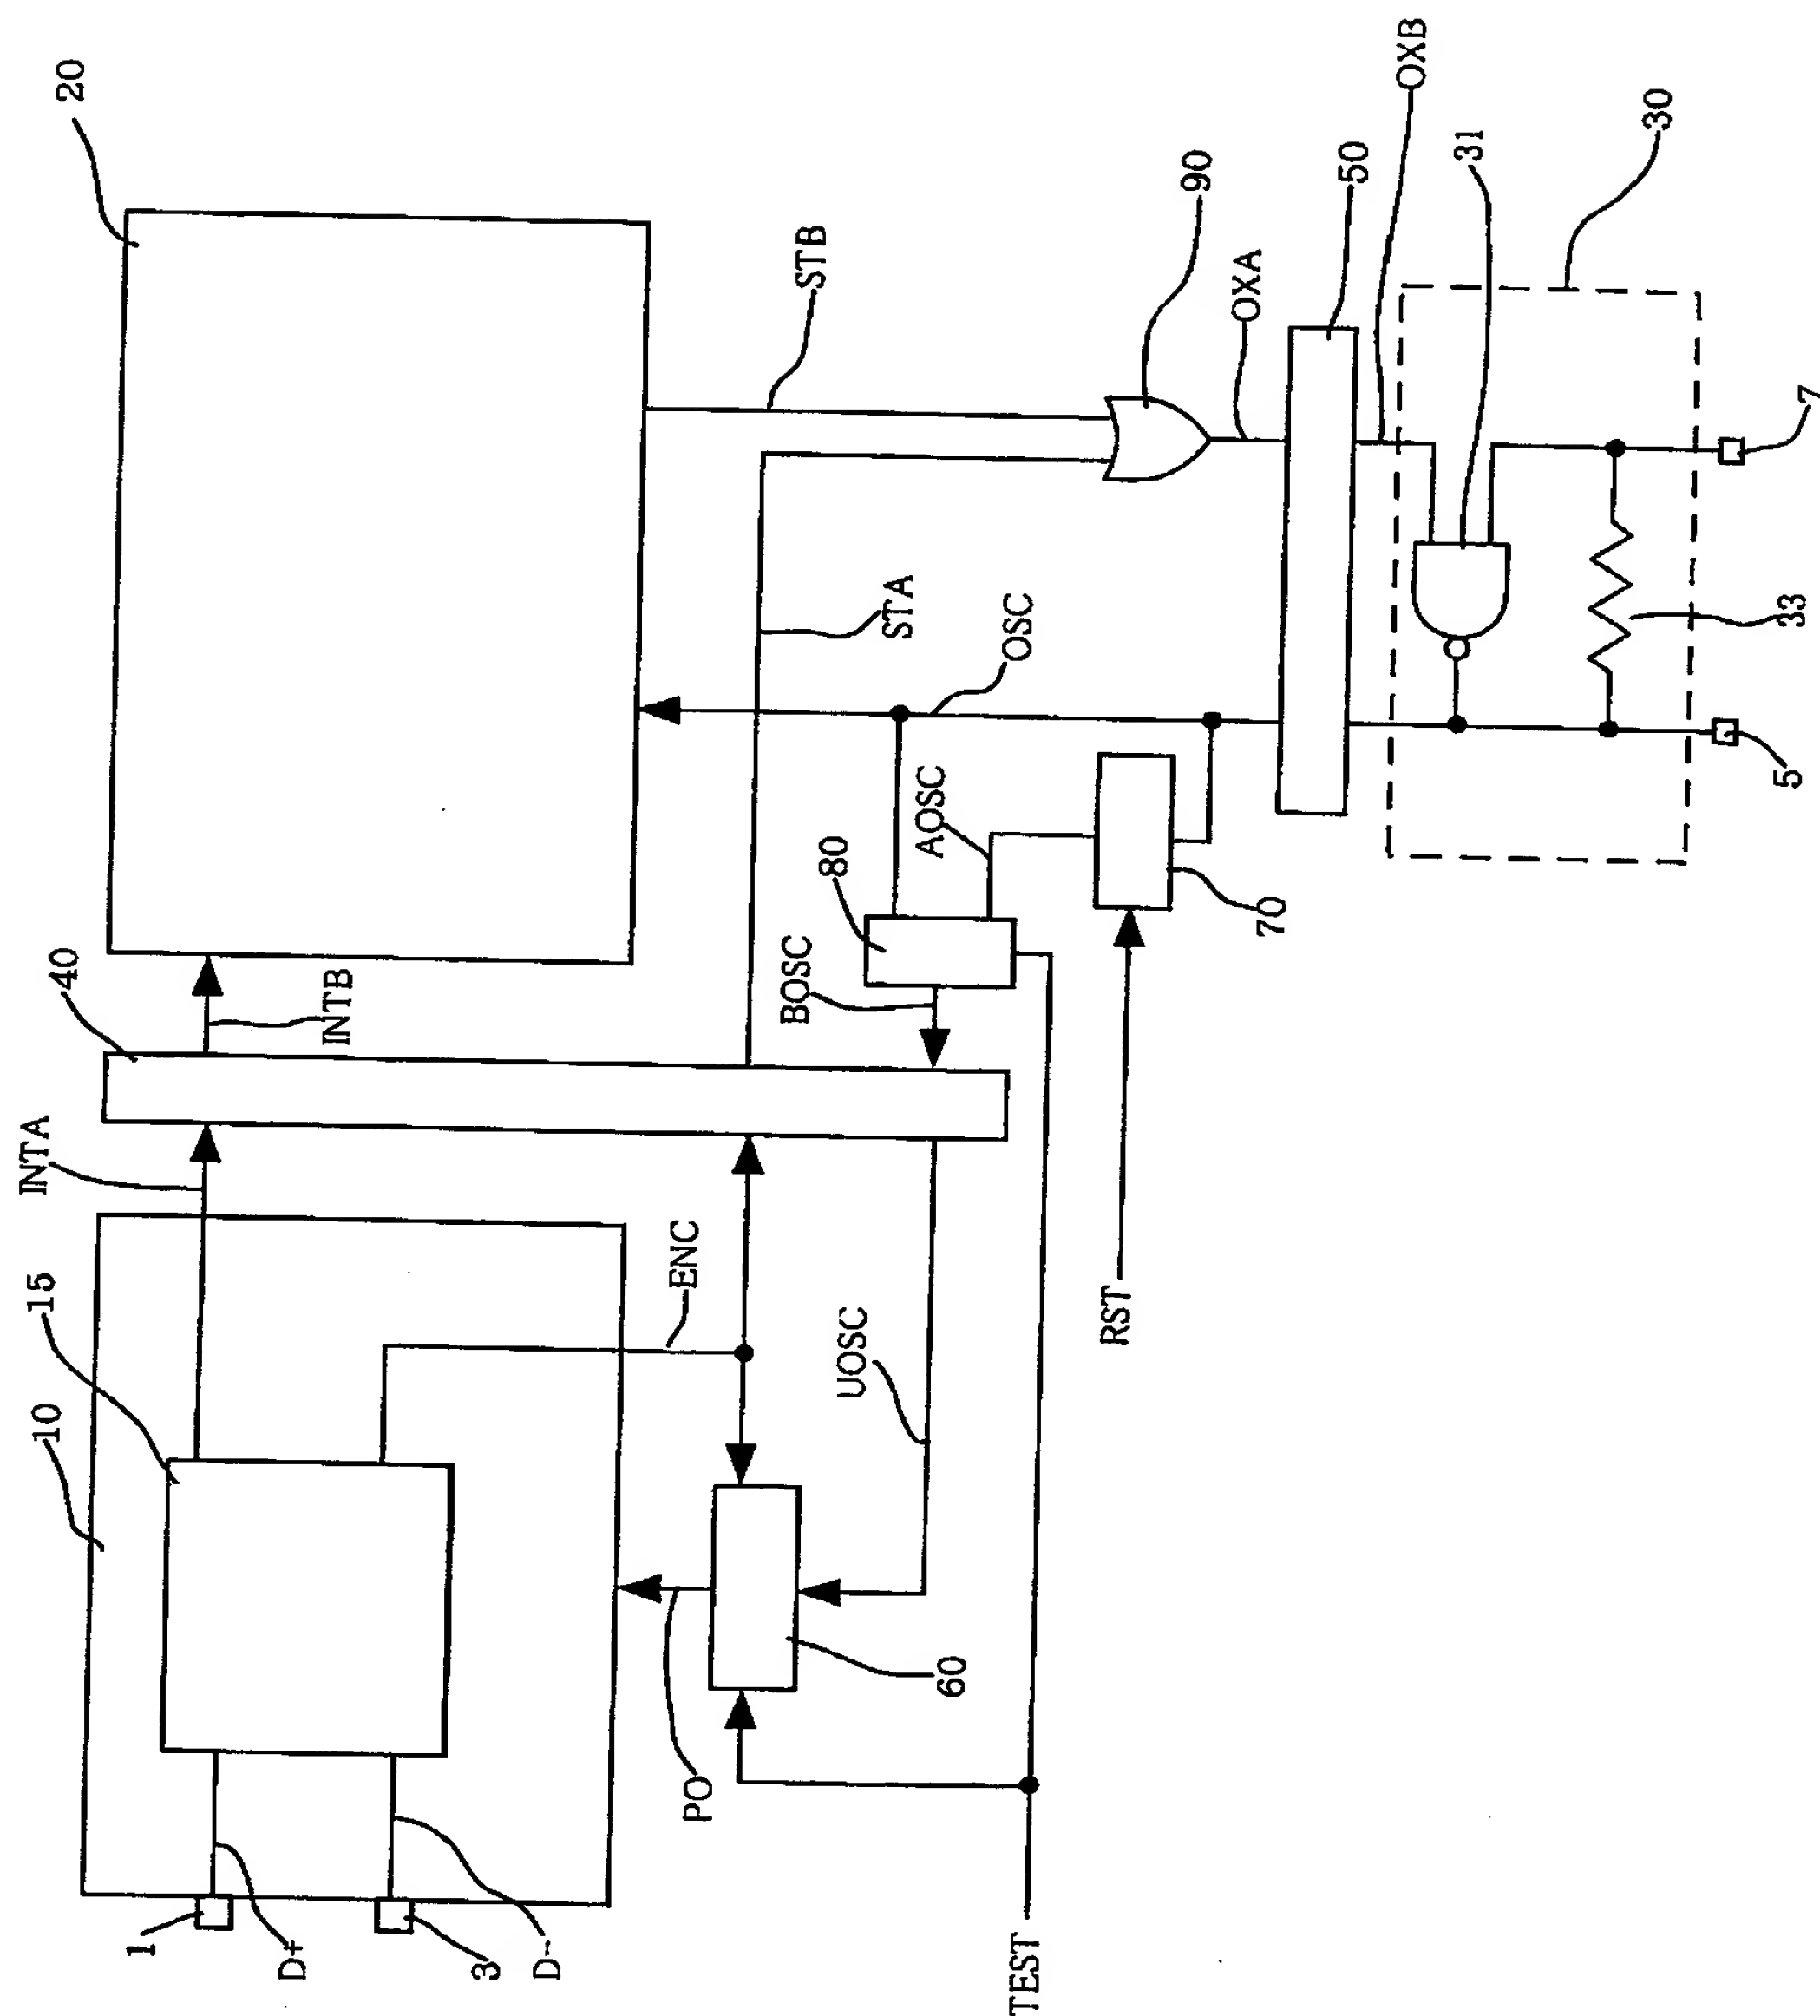 1
D+
3
D-
10
15
INTA
40
INTB
20
PO
60
ENC
UOSC
TEST
RST
BOSC
80
AOSC
70
STA
OSC
STB
90
OXA
50
OXB
31
30
33
5
7